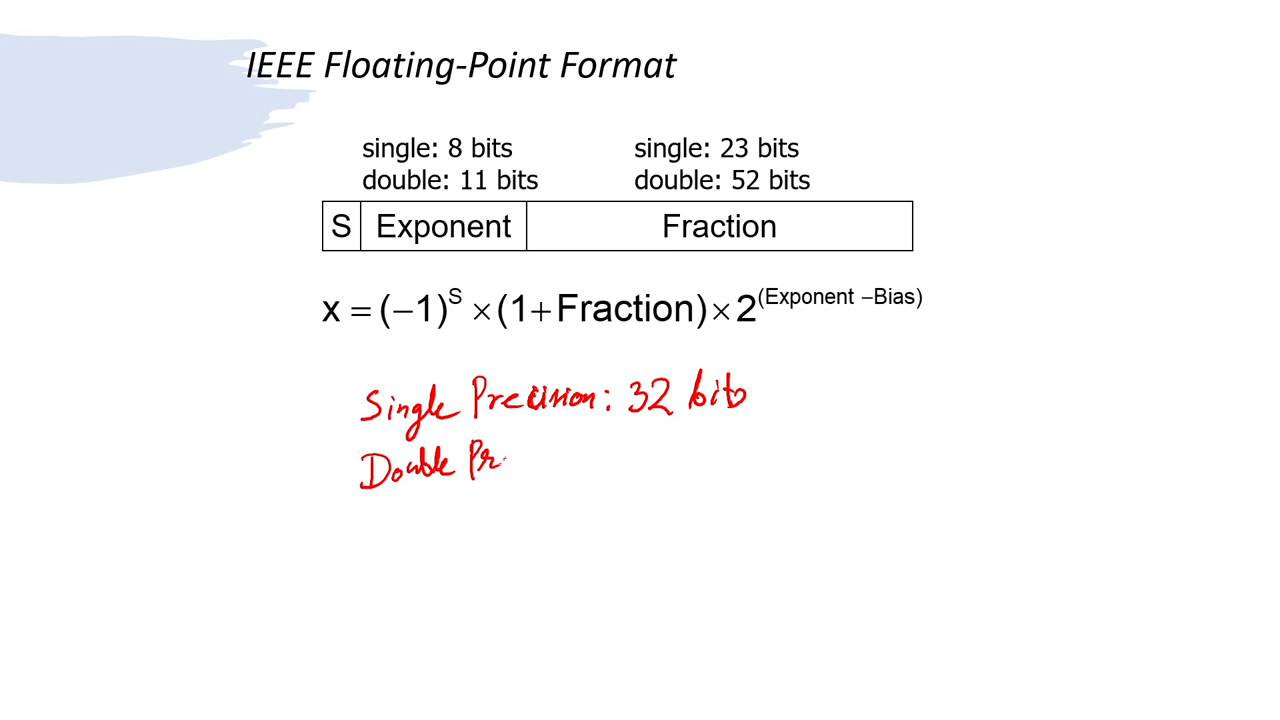 IEEE Floating-Point Format
single: 8 bits single: 23 bits
double: 11 bits double: 52 bits
S Exponent Fraction
x = (−1)^S × (1+Fraction) × 2^(Exponent −Bias)
Single Precision: 32 bits
Double Pr